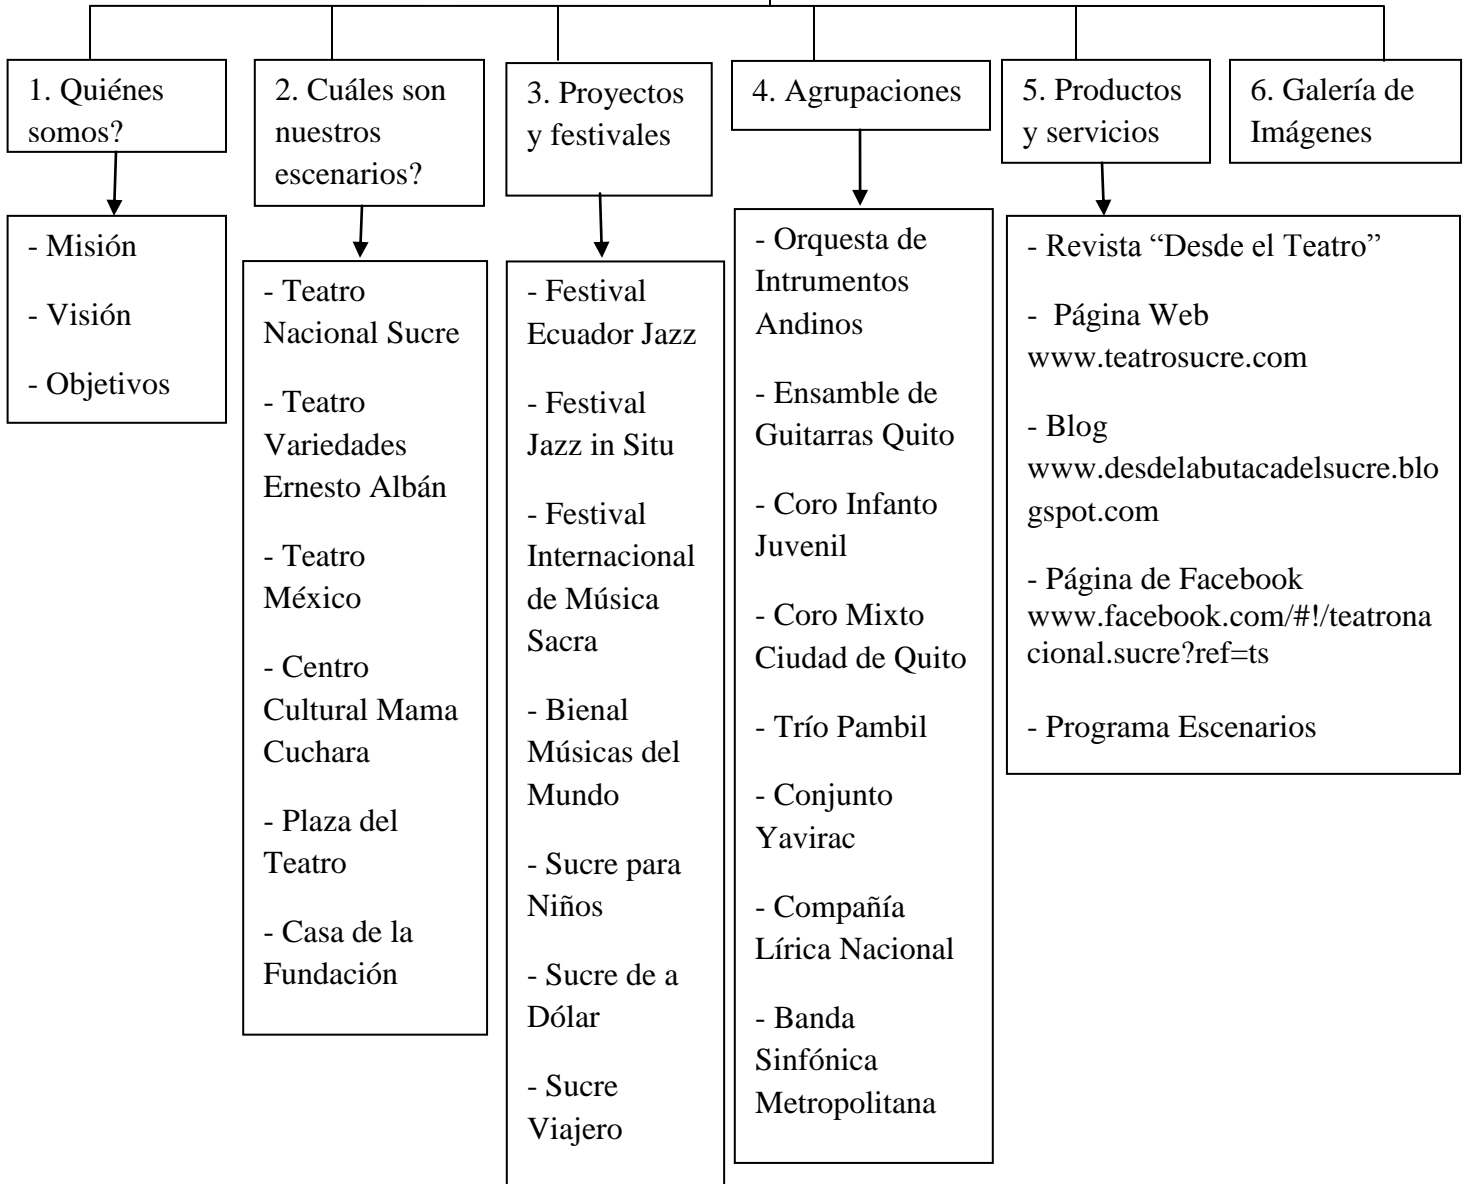 1. Quiénes
somos?
- Misión
- Visión
- Objetivos
2. Cuáles son
nuestros
escenarios?
- Teatro
Nacional Sucre
- Teatro
Variedades
Ernesto Albán
- Teatro
México
- Centro
Cultural Mama
Cuchara
- Plaza del
Teatro
- Casa de la
Fundación
3. Proyectos
y festivales
- Festival
Ecuador Jazz
- Festival
Jazz in Situ
- Festival
Internacional
de Música
Sacra
- Bienal
Músicas del
Mundo
- Sucre para
Niños
- Sucre de a
Dólar
- Sucre
Viajero
4. Agrupaciones
- Orquesta de
Intrumentos
Andinos
- Ensamble de
Guitarras Quito
- Coro Infanto
Juvenil
- Coro Mixto
Ciudad de Quito
- Trío Pambil
- Conjunto
Yavirac
- Compañía
Lírica Nacional
- Banda
Sinfónica
Metropolitana
5. Productos
y servicios
- Revista “Desde el Teatro”
- Página Web
www.teatrosucre.com
- Blog
www.desdelabutacadelsucre.blo
gspot.com
- Página de Facebook
www.facebook.com/#!/teatrona
cional.sucre?ref=ts
- Programa Escenarios
6. Galería de
Imágenes